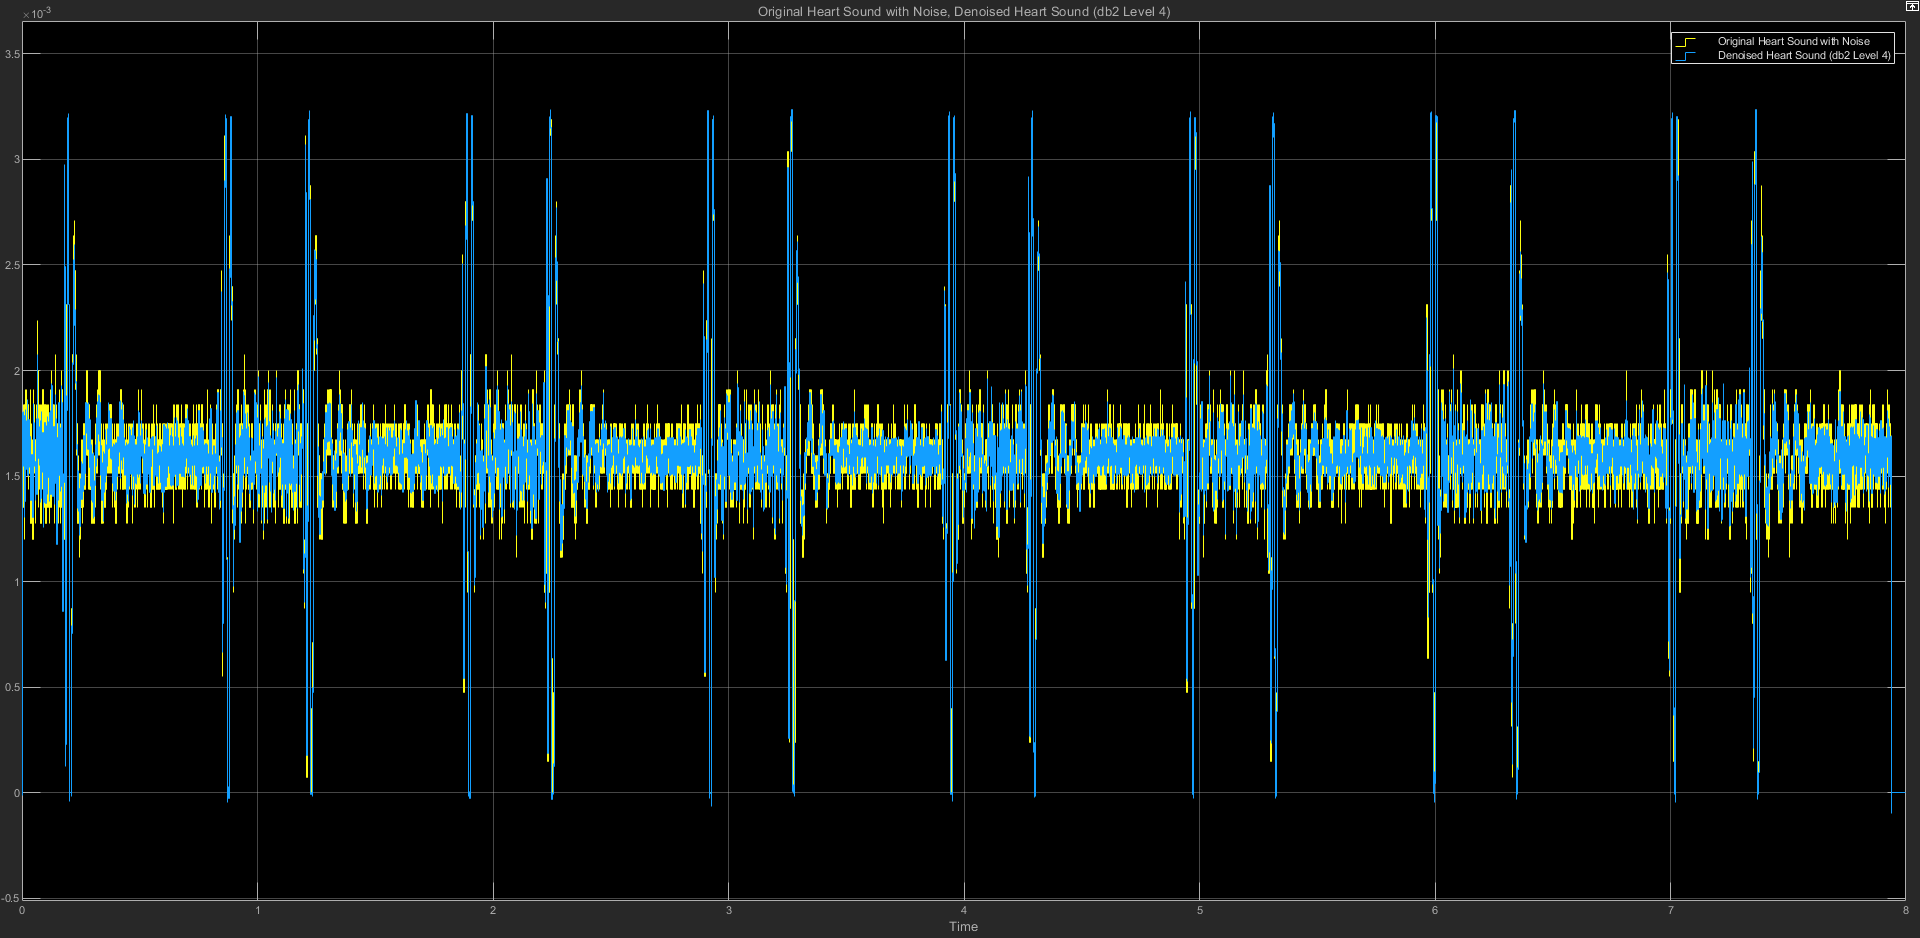 Original Heart Sound with Noise, Denoised Heart Sound (db2 Level 4)
×10-3
Original Heart Sound with Noise
Denoised Heart Sound (db2 Level 4)
3.5
3
2.5
2
1.5
1
0.5
0
-0.5
0 1 2 3 4 5 6 7 8
Time